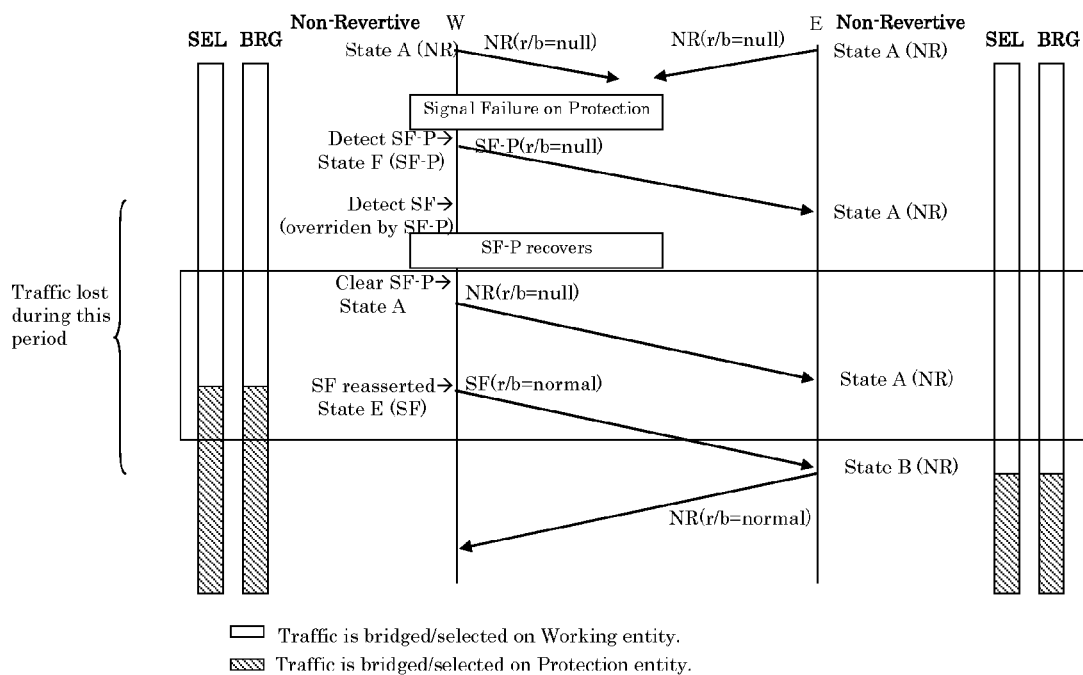 Non-Revertive W E Non-Revertive
SEL BRG SEL BRG
State A (NR) NR(r/b=null) NR(r/b=null) State A (NR)
Signal Failure on Protection
Detect SF-P→ SF-P(r/b=null)
State F (SF-P)
Detect SF→ State A (NR)
(overriden by SF-P)
SF-P recovers
Clear SF-P→ NR(r/b=null)
State A
Traffic lost
during this
period
SF reasserted→ SF(r/b=normal) State A (NR)
State E (SF)
State B (NR)
NR(r/b=normal)
Traffic is bridged/selected on Working entity.
Traffic is bridged/selected on Protection entity.